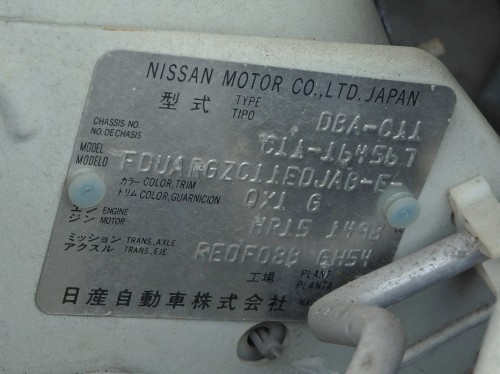 NISSAN MOTOR CO.,LTD. JAPAN
型式 TYPE TIPO DBA-C11
CHASSIS NO. NO. DE CHASIS C11-164567
MODEL MODELO FDUARGZC11EDJAB-E-
カラー COLOR, TRIM トリム COLOR, GUARNICION QX1 G
エンジン ENGINE MOTOR HR15 1498
ミッション TRANS., AXLE アクスル TRANS., EJE RE0F08B GH54
工場 PLANT PLANTA
日産自動車株式会社